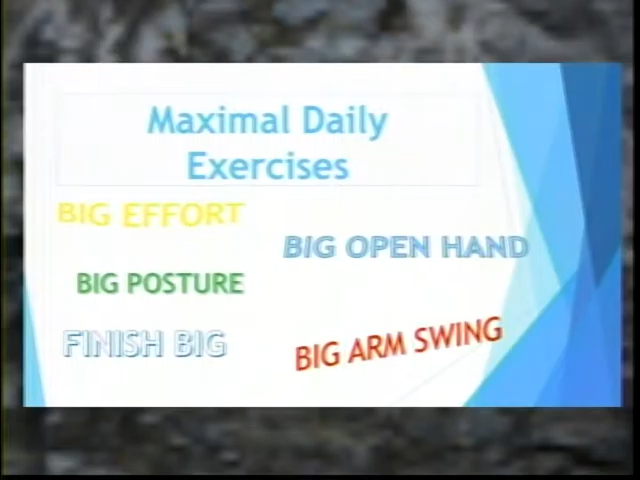 Maximal Daily
Exercises
BIG EFFORT
BIG OPEN HAND
BIG POSTURE
FINISH BIG
BIG ARM SWING